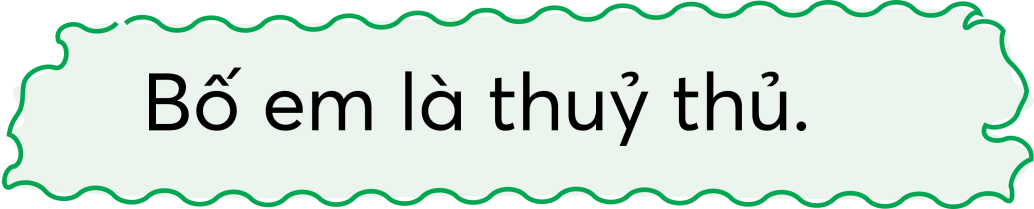 Bố em là thuỷ thủ.